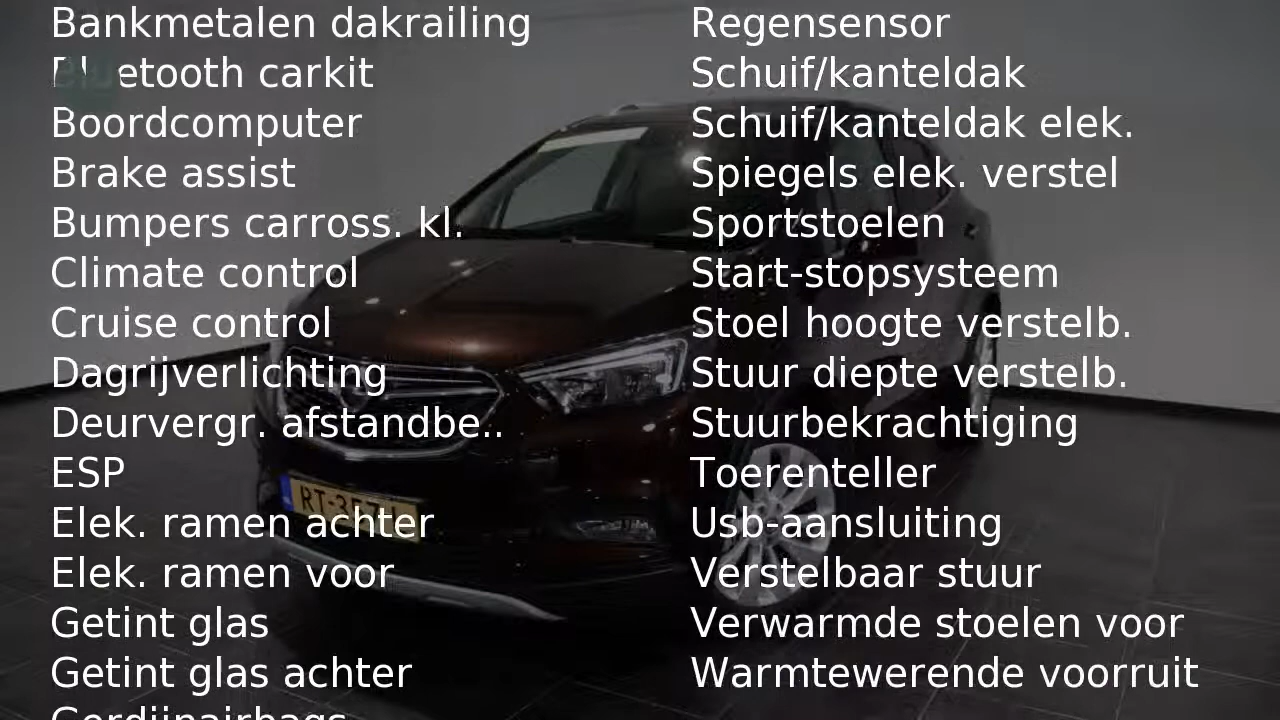 Bankmetalen dakrailing
Bluetooth carkit
Boordcomputer
Brake assist
Bumpers carross. kl.
Climate control
Cruise control
Dagrijverlichting
Deurvergr. afstandbe..
ESP
Elek. ramen achter
Elek. ramen voor
Getint glas
Getint glas achter
Gordijnairbags
Regensensor
Schuif/kanteldak
Schuif/kanteldak elek.
Spiegels elek. verstel
Sportstoelen
Start-stopsysteem
Stoel hoogte verstelb.
Stuur diepte verstelb.
Stuurbekrachtiging
Toerenteller
Usb-aansluiting
Verstelbaar stuur
Verwarmde stoelen voor
Warmtewerende voorruit